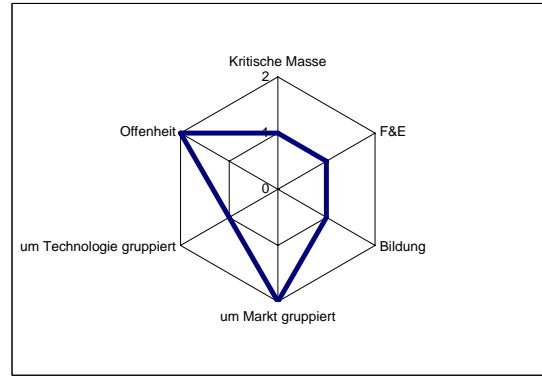 Kritische Masse
2
Offenheit
1
F&E
0
um Technologie gruppiert
Bildung
um Markt gruppiert